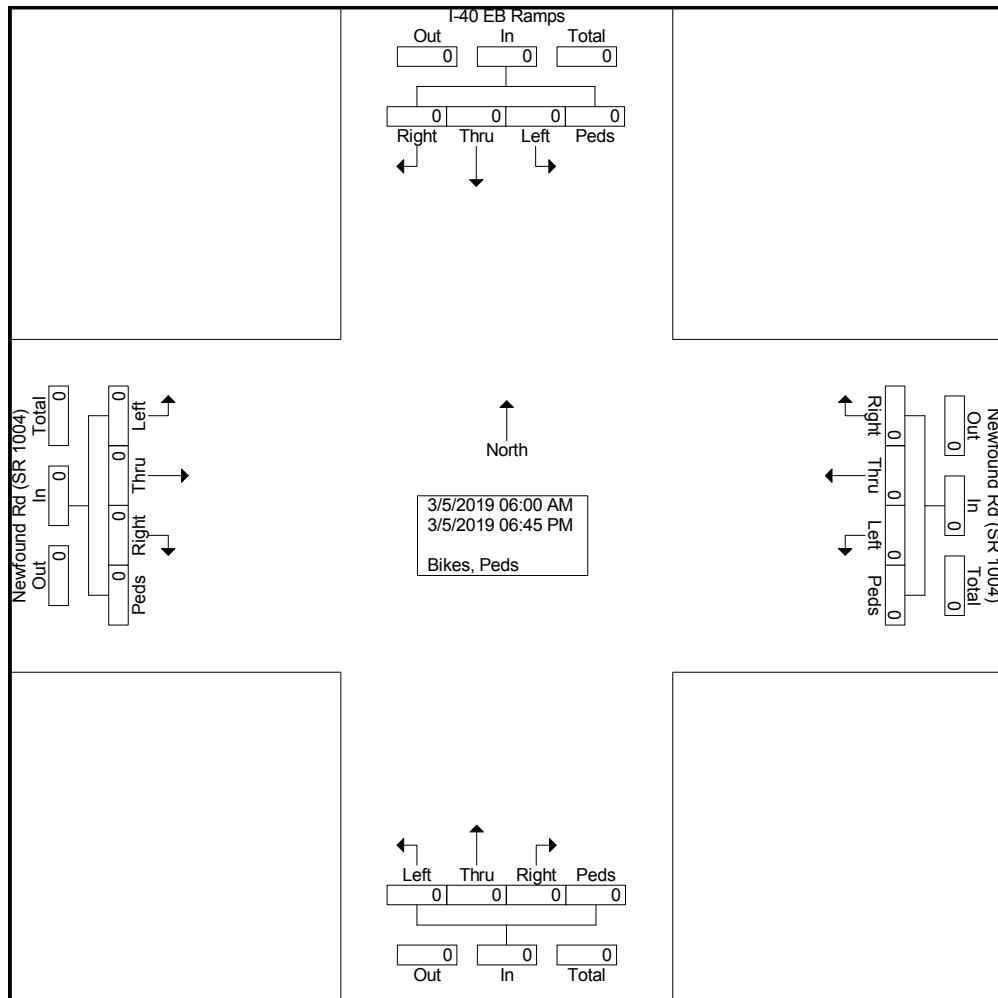 I-40 EB Ramps
Out In Total
0 0 0
0 0 0 0
Right Thru Left Peds
Newfound Rd (SR 1004)
Total In Out
0 0 0
0 0 0 0
Left Thru Right Peds
North
3/5/2019 06:00 AM
3/5/2019 06:45 PM
Bikes, Peds
Right Thru Left Peds
0 0 0 0
0 0 0
Out In Total
Newfound Rd (SR 1004)
Left Thru Right Peds
0 0 0 0
0 0 0
Out In Total